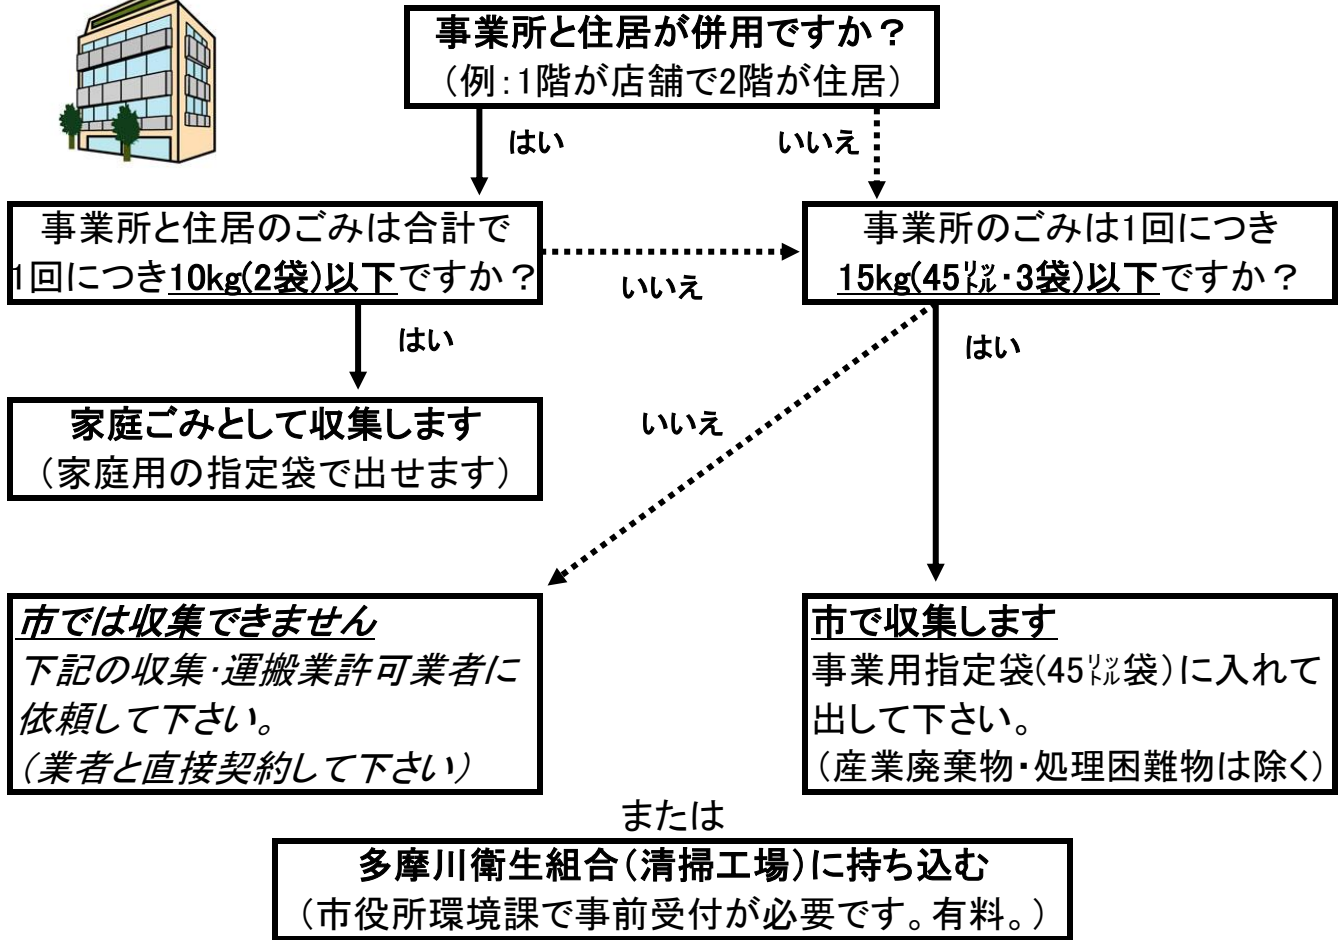 事業所と住居が併用ですか？
（例：1階が店舗で2階が住居）
はい
いいえ
事業所と住居のごみは合計で
1回につき10kg(2袋)以下ですか？
いいえ
事業所のごみは1回につき
15kg(45㍑・3袋)以下ですか？
はい
はい
家庭ごみとして収集します
（家庭用の指定袋で出せます）
いいえ
市では収集できません
下記の収集・運搬業許可業者に
依頼して下さい。
（業者と直接契約して下さい）
市で収集します
事業用指定袋(45㍑袋）に入れて
出して下さい。
（産業廃棄物・処理困難物は除く）
または
多摩川衛生組合（清掃工場）に持ち込む
（市役所環境課で事前受付が必要です。有料。）